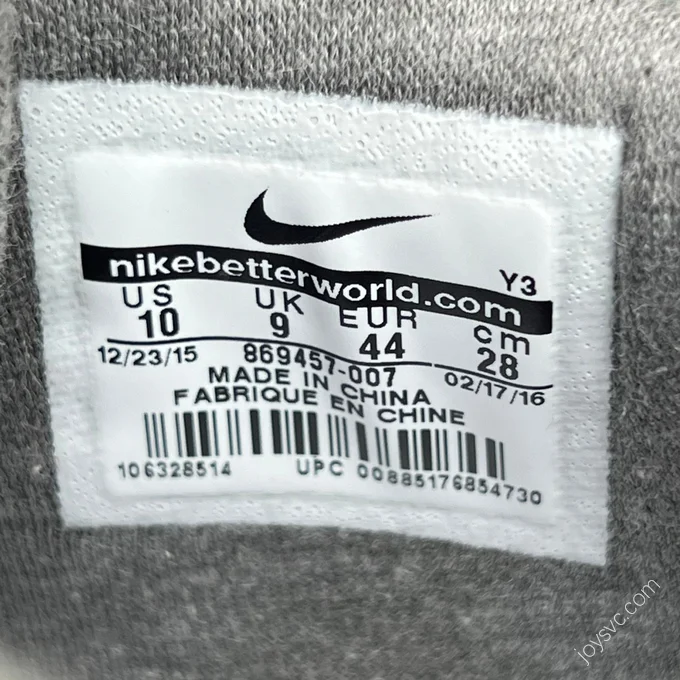 nikebetterworld.com
Y3
US UK EUR cm
10 9 44 28
12/23/15 869457-007 02/17/16
MADE IN CHINA
FABRIQUE EN CHINE
106328514 UPC 00885176854730
joysvc.com